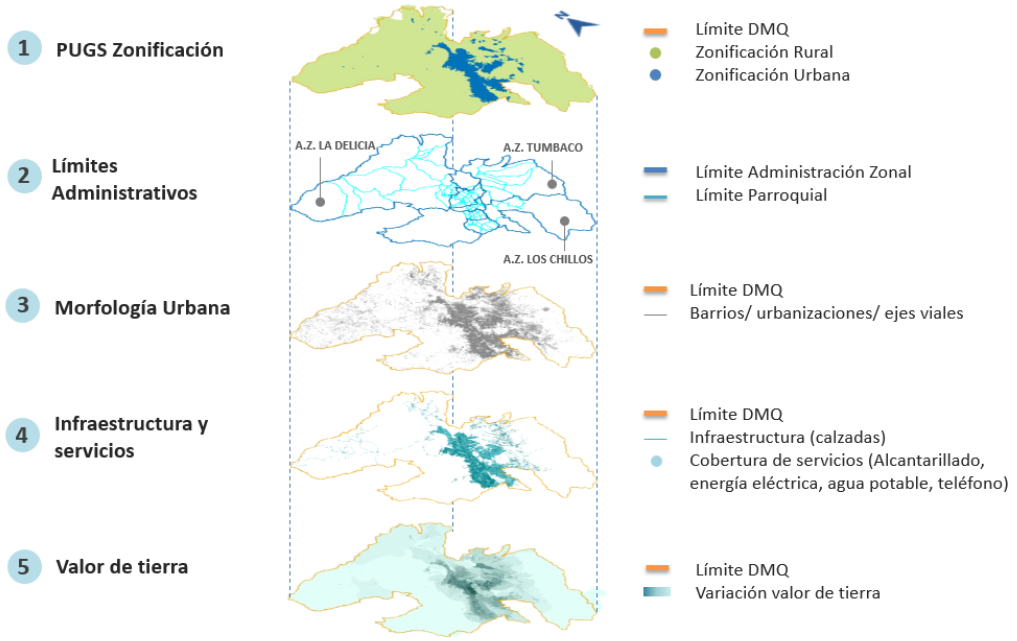 N
1
PUGS Zonificación
Límite DMQ
Zonificación Rural
Zonificación Urbana
2
Límites
Administrativos
A.Z. LA DELICIA
A.Z. TUMBACO
A.Z. LOS CHILLOS
Límite Administración Zonal
Límite Parroquial
3
Morfología Urbana
Límite DMQ
Barrios/ urbanizaciones/ ejes viales
4
Infraestructura y
servicios
Límite DMQ
Infraestructura (calzadas)
Cobertura de servicios (Alcantarillado,
energía eléctrica, agua potable, teléfono)
5
Valor de tierra
Límite DMQ
Variación valor de tierra